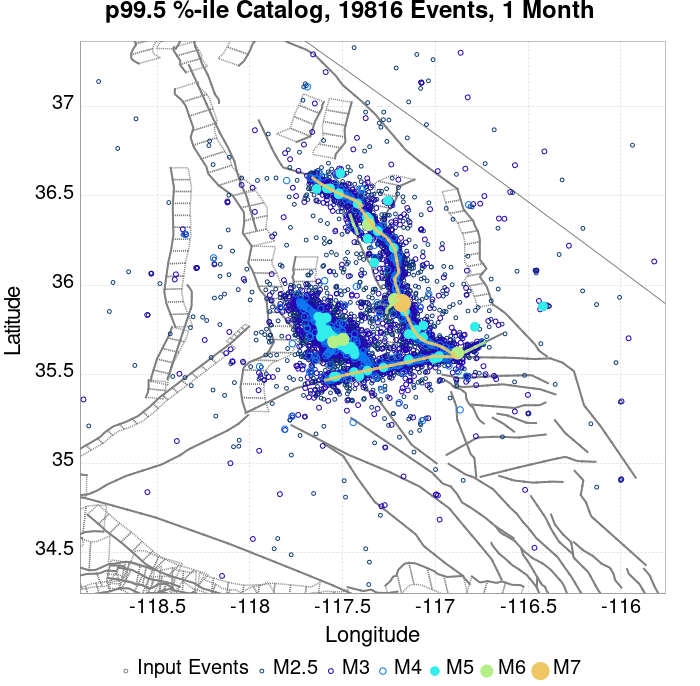 p99.5 %-ile Catalog, 19816 Events, 1 Month
37
36.5
36
35.5
35
34.5
Latitude
-118.5 -118 -117.5 -117 -116.5 -116
Longitude
Input Events M2.5 M3 M4 M5 M6 M7